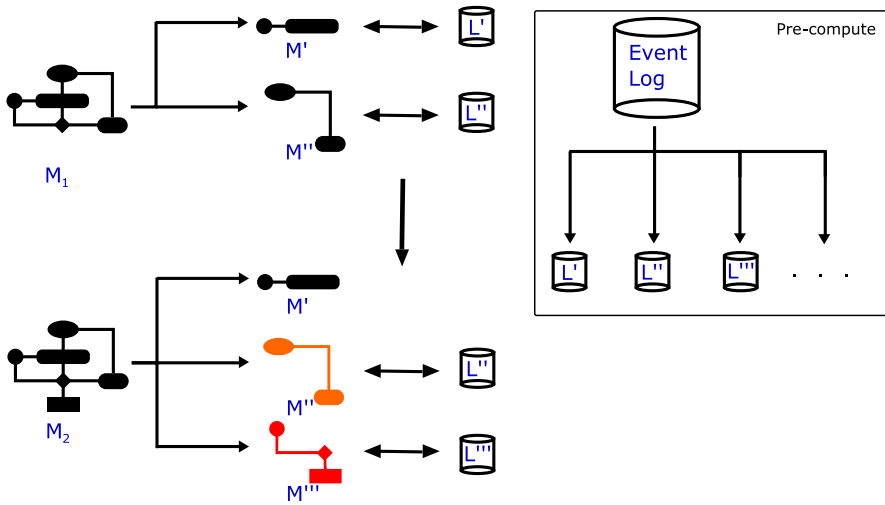 M'
L'
Pre-compute
Event
Log
L''
M''
M₁
L'
L''
L'''
. . .
M'
M''
L''
M₂
M'''
L'''